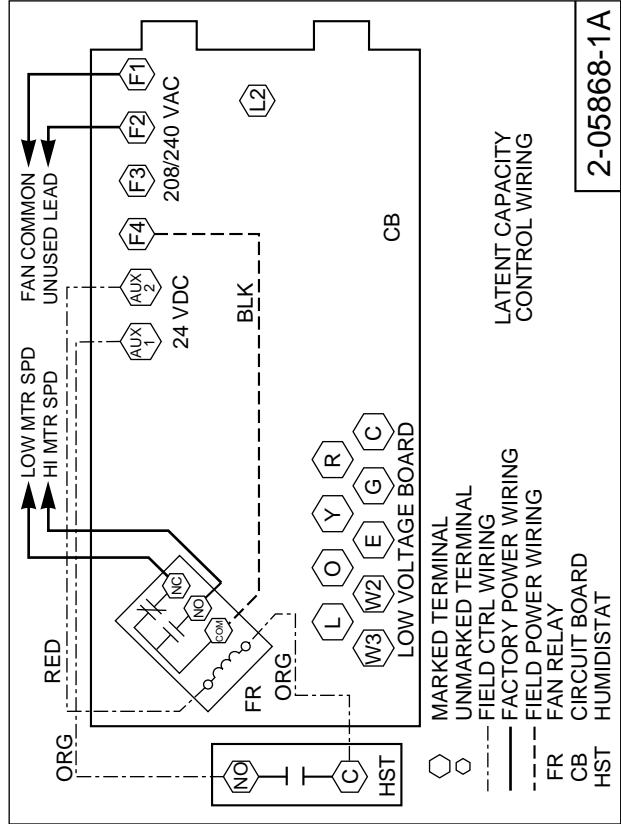 FAN COMMON
UNUSED LEAD
LOW MTR SPD
HI MTR SPD
RED
ORG
F1
F2
F3
F4
208/240 VAC
AUX 2
AUX 1
24 VDC
L2
CB
BLK
NC
NO
COM
FR
ORG
NO
C
HST
L
O
Y
R
W3
W2
E
G
C
LOW VOLTAGE BOARD
MARKED TERMINAL
UNMARKED TERMINAL
FIELD CTRL WIRING
FACTORY POWER WIRING
FIELD POWER WIRING
FR FAN RELAY
CB CIRCUIT BOARD
HST HUMIDISTAT
LATENT CAPACITY
CONTROL WIRING
2-05868-1A